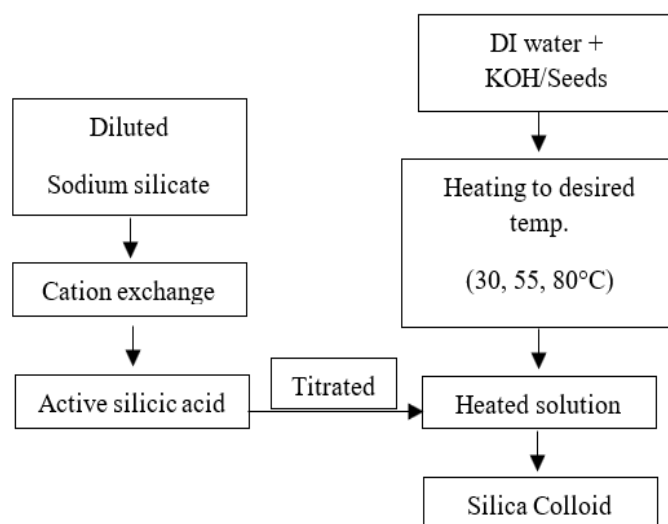 DI water +
KOH/Seeds
Diluted
Sodium silicate
Heating to desired
temp.
(30, 55, 80°C)
Cation exchange
Active silicic acid
Titrated
Heated solution
Silica Colloid